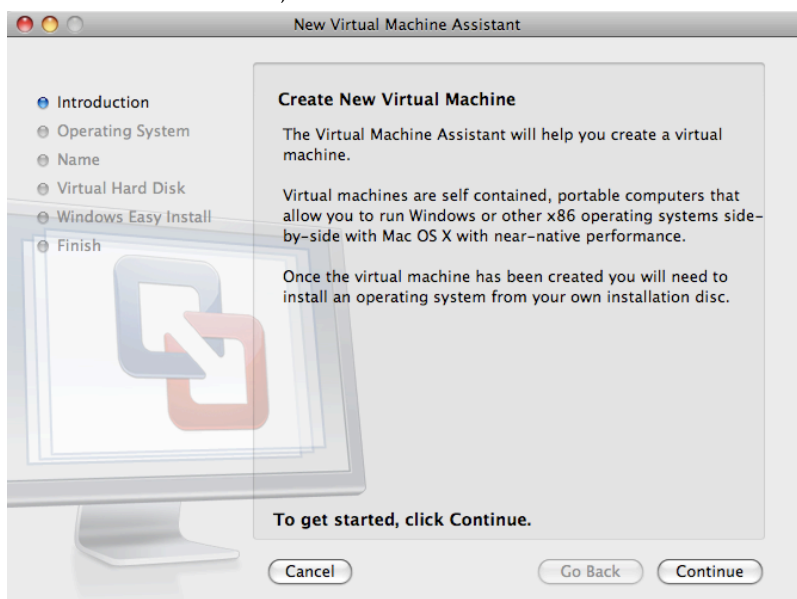 New Virtual Machine Assistant
Introduction
Operating System
Name
Virtual Hard Disk
Windows Easy Install
Finish
Create New Virtual Machine
The Virtual Machine Assistant will help you create a virtual
machine.
Virtual machines are self contained, portable computers that
allow you to run Windows or other x86 operating systems side-
by-side with Mac OS X with near-native performance.
Once the virtual machine has been created you will need to
install an operating system from your own installation disc.
To get started, click Continue.
Cancel
Go Back
Continue